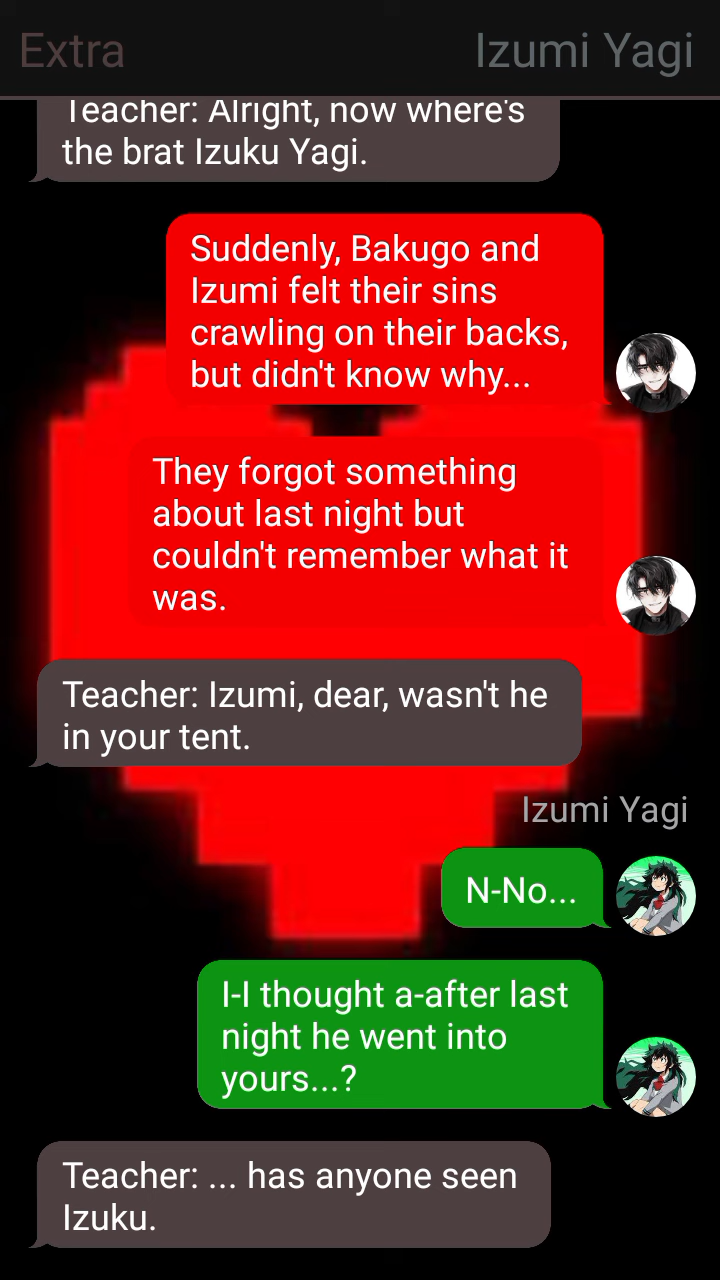 Extra
Izumi Yagi
Teacher: Alright, now where's
the brat Izuku Yagi.
Suddenly, Bakugo and
Izumi felt their sins
crawling on their backs,
but didn't know why...
They forgot something
about last night but
couldn't remember what it
was.
Teacher: Izumi, dear, wasn't he
in your tent.
Izumi Yagi
N-No...
I-I thought a-after last
night he went into
yours...?
Teacher: ... has anyone seen
Izuku.